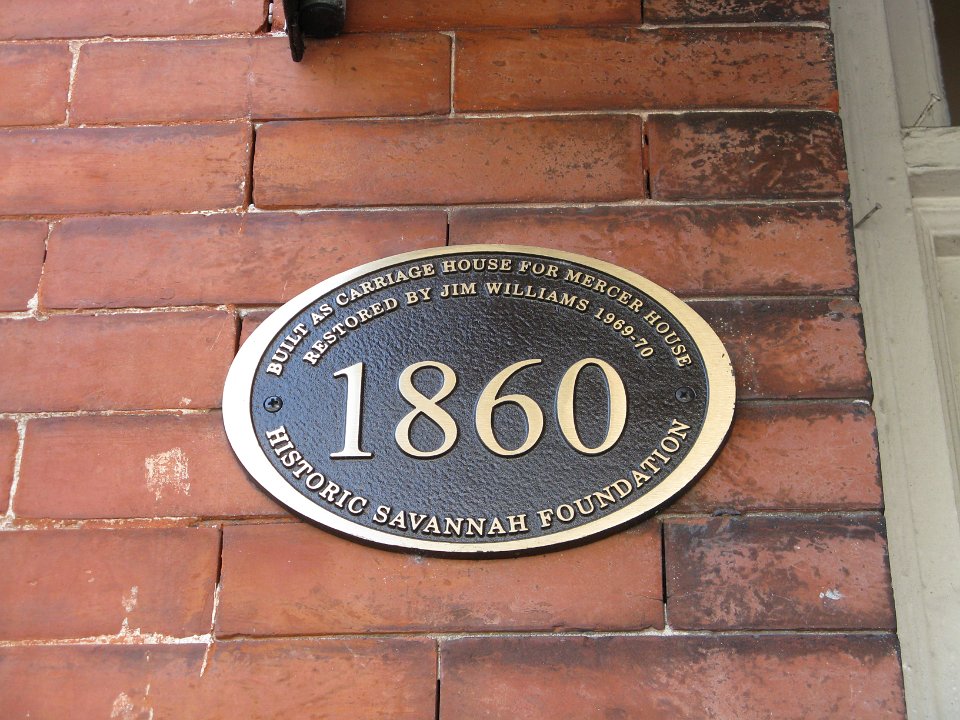 BUILT AS CARRIAGE HOUSE FOR MERCER HOUSE
RESTORED BY JIM WILLIAMS 1969-70
1860
HISTORIC SAVANNAH FOUNDATION